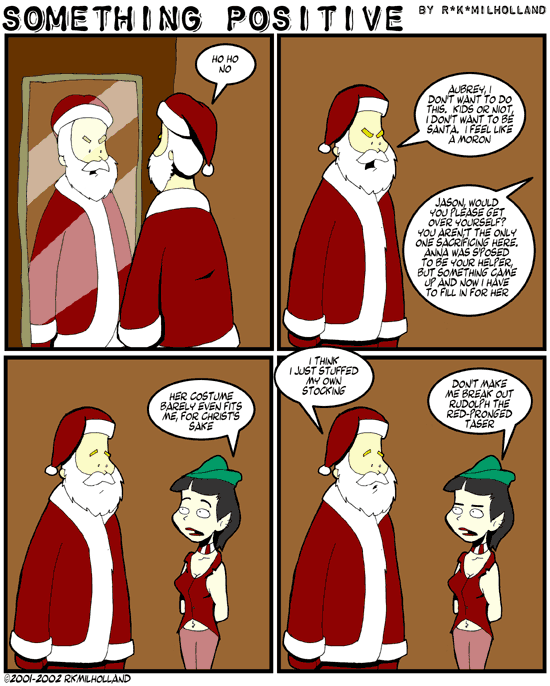 SOMETHING POSITIVE BY R*K*MILHOLLAND
HO HO
NO
AUBREY, I
DON'T WANT TO DO
THIS. KIDS OR NIOT,
I DON'T WANT TO BE
SANTA. I FEEL LIKE
A MORON
JASON, WOULD
YOU PLEASE GET
OVER YOURSELF?
YOU AREN'T THE ONLY
ONE SACRIFICING HERE.
ANNA WAS S'POSED
TO BE YOUR HELPER,
BUT SOMETHING CAME
UP AND NOW I HAVE
TO FILL IN FOR HER
HER COSTUME
BARELY EVEN FITS
ME, FOR CHRIST'S
SAKE
I THINK
I JUST STUFFED
MY OWN
STOCKING
DON'T MAKE
ME BREAK OUT
RUDOLPH THE
RED-PRONGED
TASER
©2001-2002 RKMILHOLLAND